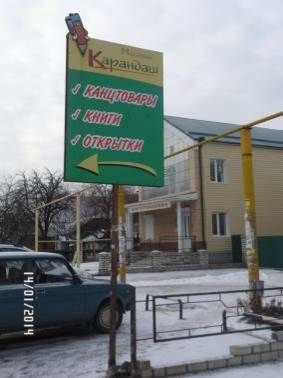 Магазин
Карандаш
✓ КАНЦТОВАРЫ
✓ КНИГИ
✓ ОТКРЫТКИ
14/01/2014